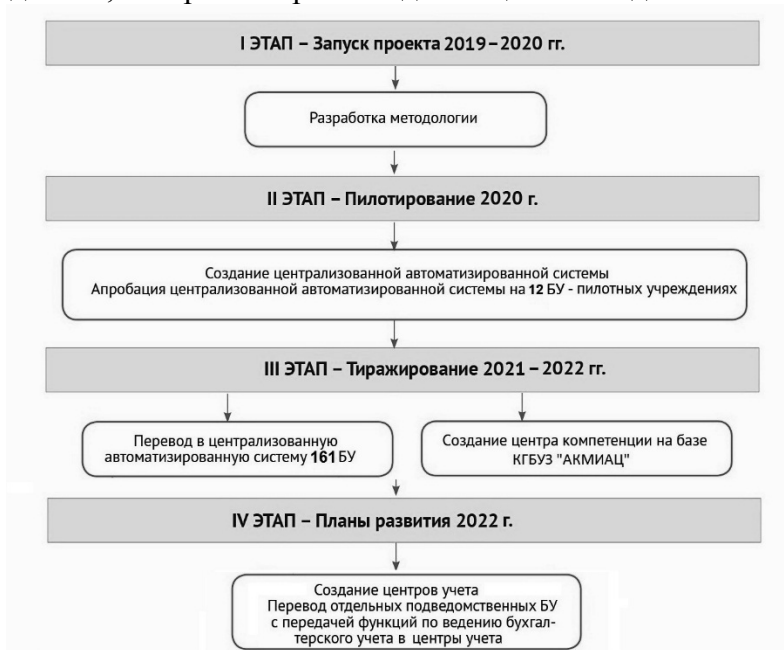 I ЭТАП – Запуск проекта 2019–2020 гг.
Разработка методологии
II ЭТАП – Пилотирование 2020 г.
Создание централизованной автоматизированной системы
Апробация централизованной автоматизированной системы на 12 БУ - пилотных учреждениях
III ЭТАП – Тиражирование 2021 – 2022 гг.
Перевод в централизованную
автоматизированную систему 161 БУ
Создание центра компетенции на базе
КГБУЗ "АКМИАЦ"
IV ЭТАП – Планы развития 2022 г.
Создание центров учета
Перевод отдельных подведомственных БУ
с передачей функций по ведению бухгал-
терского учета в центры учета